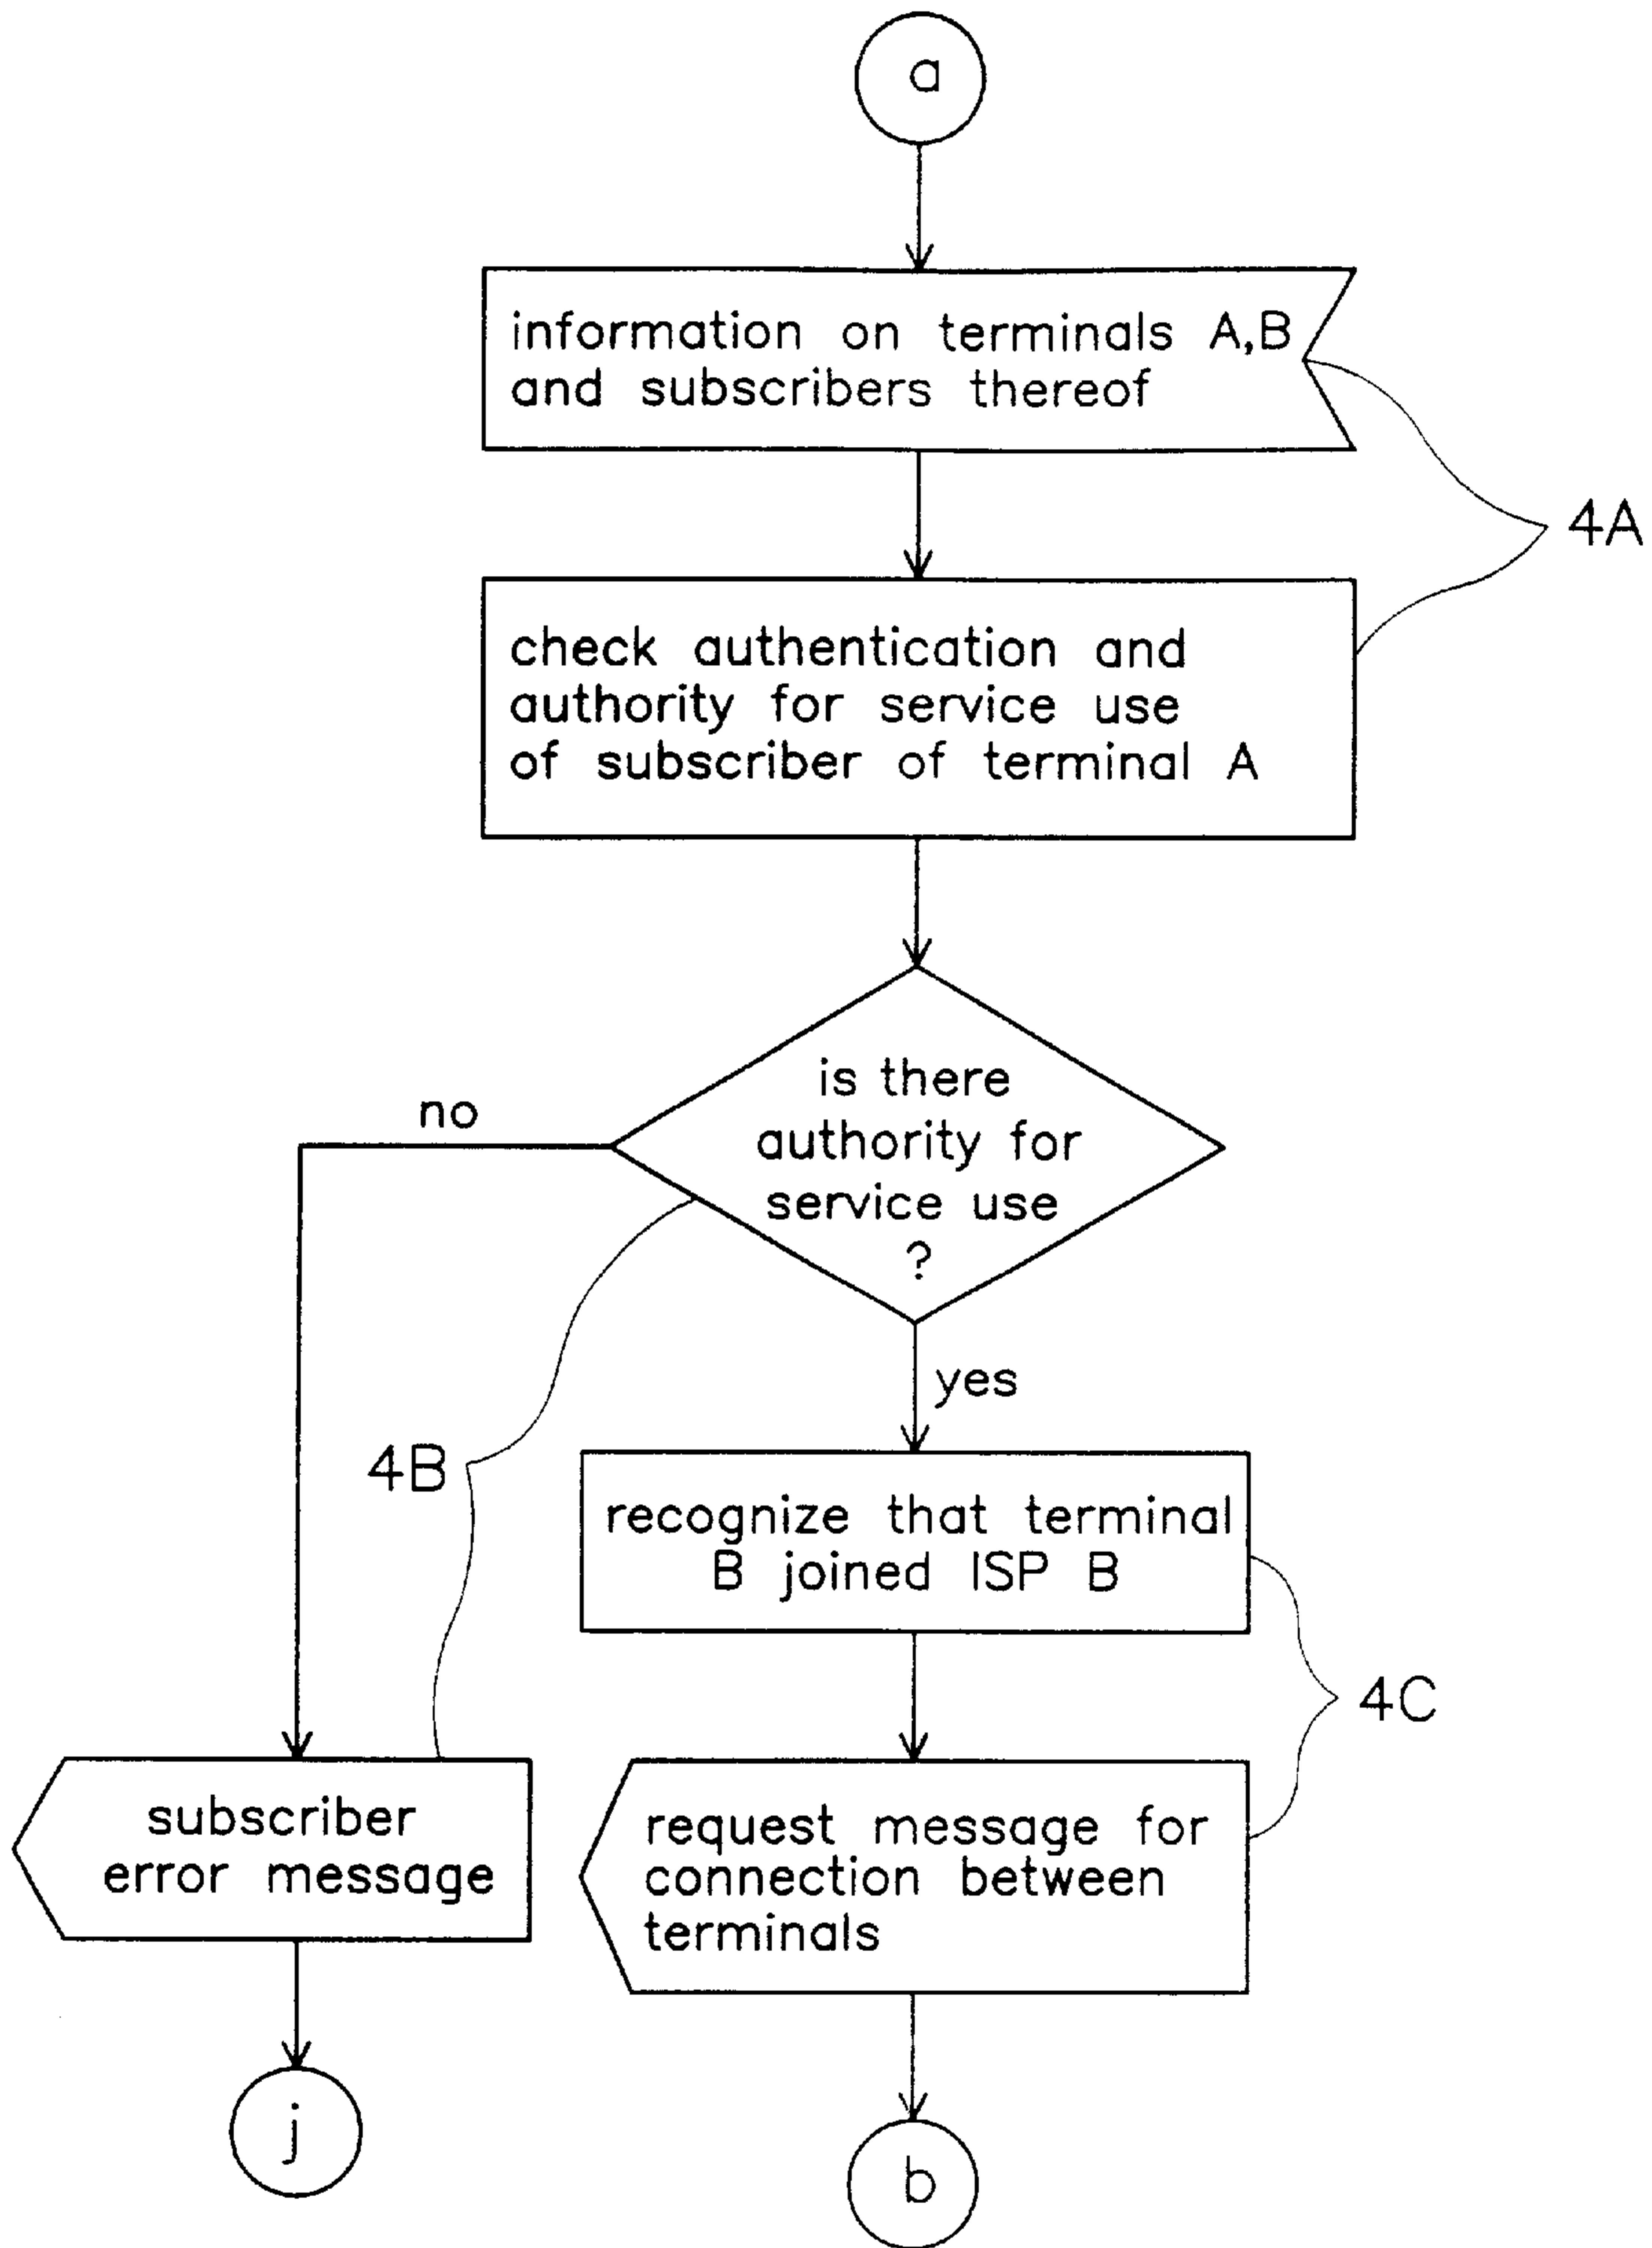 a
information on terminals A,B
and subscribers thereof
4A
check authentication and
authority for service use
of subscriber of terminal A
is there
authority for
service use
?
no
yes
4B
recognize that terminal
B joined ISP B
4C
subscriber
error message
request message for
connection between
terminals
j
b